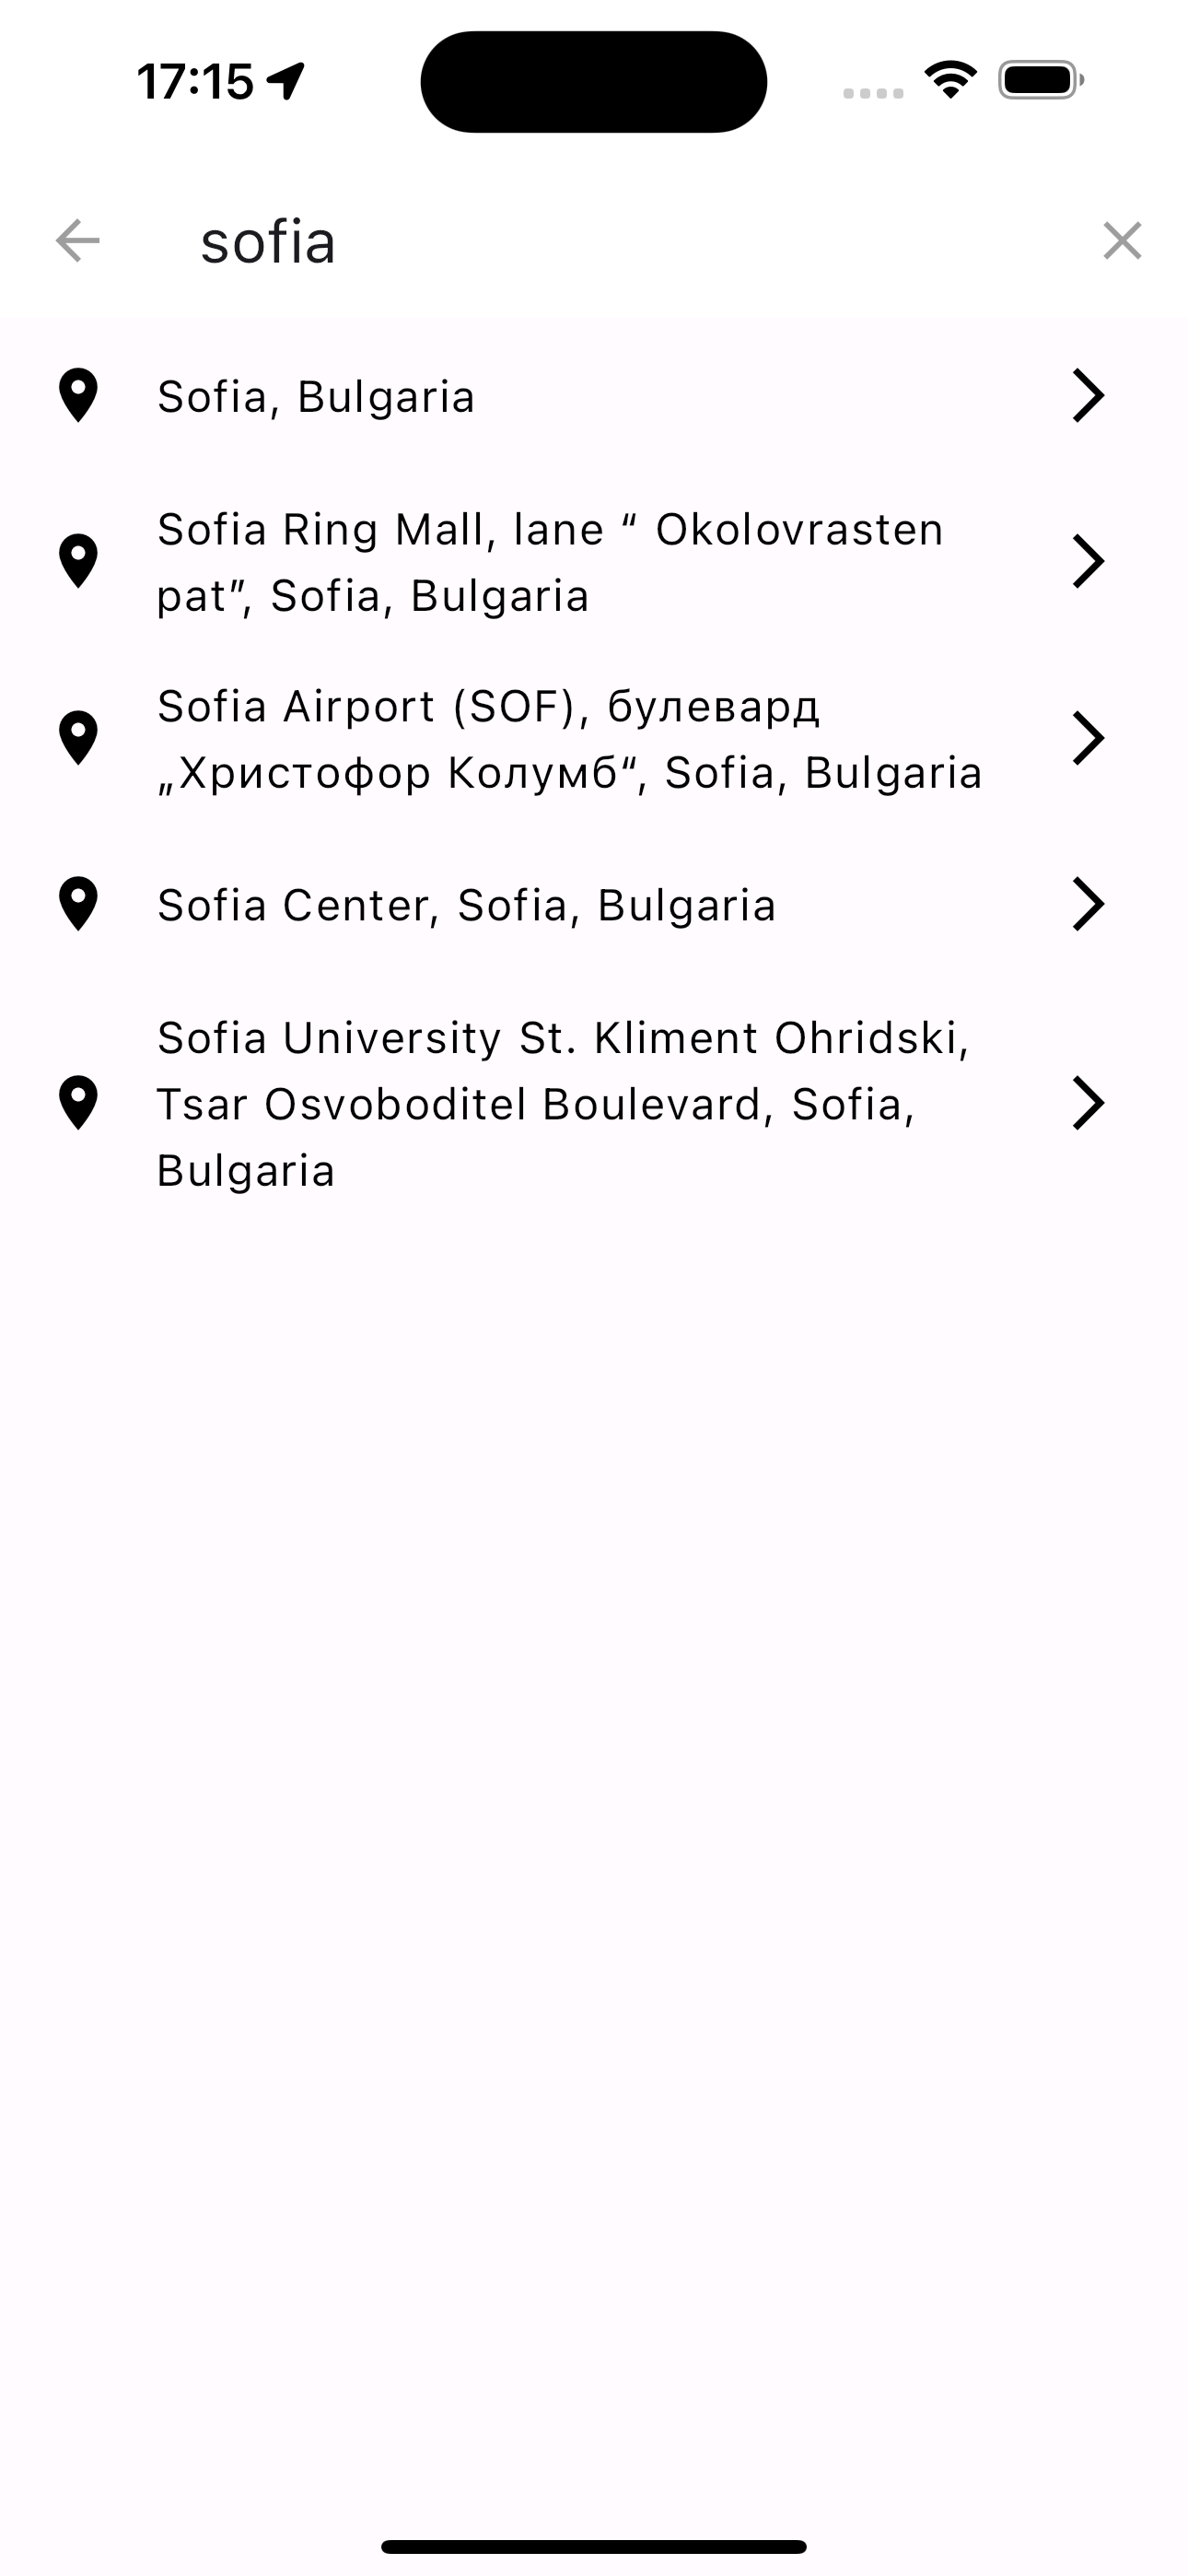 17:15
sofia
Sofia, Bulgaria
Sofia Ring Mall, lane “ Okolovrasten
pat”, Sofia, Bulgaria
Sofia Airport (SOF), булевард
„Христофор Колумб“, Sofia, Bulgaria
Sofia Center, Sofia, Bulgaria
Sofia University St. Kliment Ohridski,
Tsar Osvoboditel Boulevard, Sofia,
Bulgaria